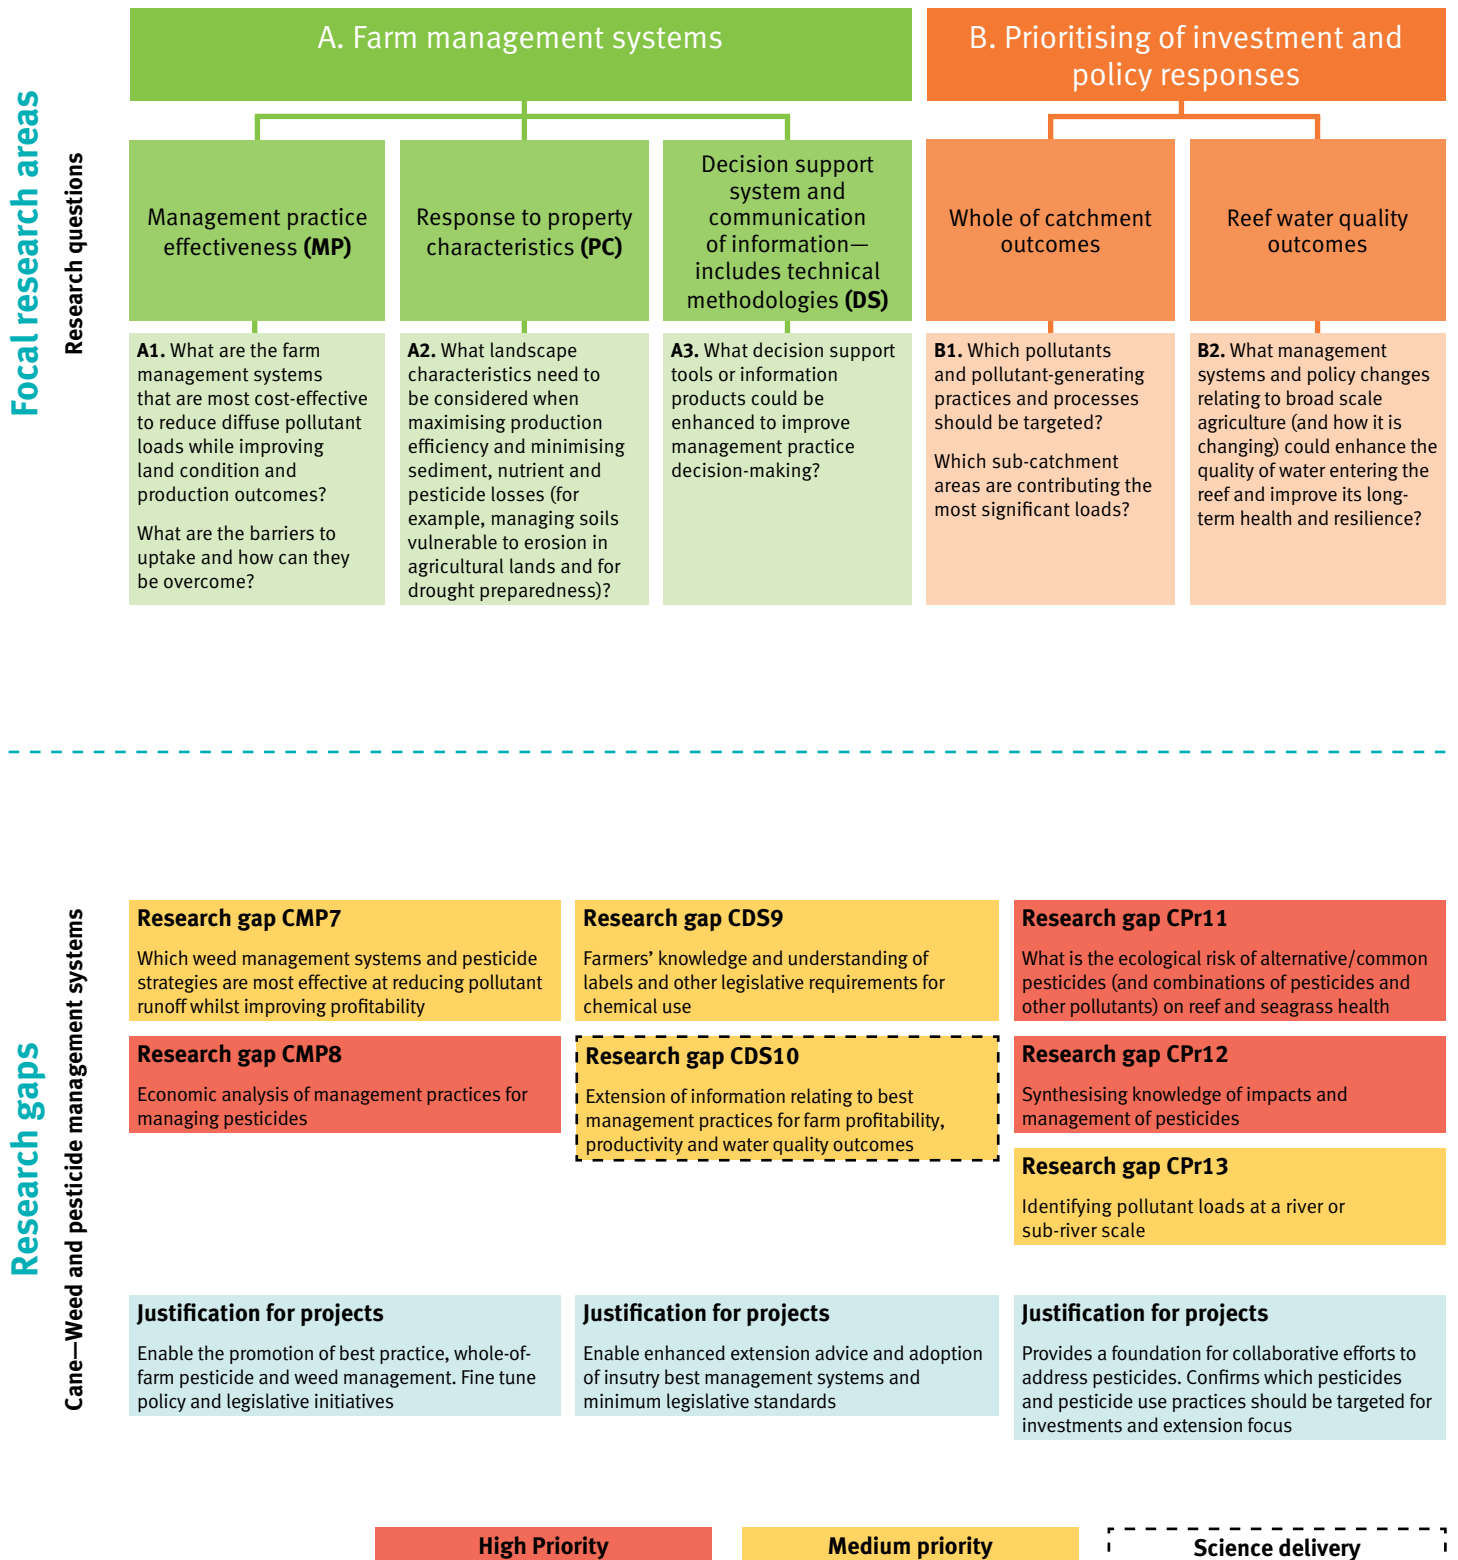 Focal research areas
Research questions
A. Farm management systems
B. Prioritising of investment and
policy responses
Management practice
effectiveness (MP)
Response to property
characteristics (PC)
Decision support
system and
communication
of information—
includes technical
methodologies (DS)
Whole of catchment
outcomes
Reef water quality
outcomes
A1. What are the farm
management systems
that are most cost-effective
to reduce diffuse pollutant
loads while improving
land condition and
production outcomes?
What are the barriers to
uptake and how can they
be overcome?
A2. What landscape
characteristics need to
be considered when
maximising production
efficiency and minimising
sediment, nutrient and
pesticide losses (for
example, managing soils
vulnerable to erosion in
agricultural lands and for
drought preparedness)?
A3. What decision support
tools or information
products could be
enhanced to improve
management practice
decision-making?
B1. Which pollutants
and pollutant-generating
practices and processes
should be targeted?
Which sub-catchment
areas are contributing the
most significant loads?
B2. What management
systems and policy changes
relating to broad scale
agriculture (and how it is
changing) could enhance the
quality of water entering the
reef and improve its long-
term health and resilience?
Research gaps
Cane—Weed and pesticide management systems
Research gap CMP7
Which weed management systems and pesticide
strategies are most effective at reducing pollutant
runoff whilst improving profitability
Research gap CMP8
Economic analysis of management practices for
managing pesticides
Research gap CDS9
Farmers’ knowledge and understanding of
labels and other legislative requirements for
chemical use
Research gap CDS10
Extension of information relating to best
management practices for farm profitability,
productivity and water quality outcomes
Research gap CPr11
What is the ecological risk of alternative/common
pesticides (and combinations of pesticides and
other pollutants) on reef and seagrass health
Research gap CPr12
Synthesising knowledge of impacts and
management of pesticides
Research gap CPr13
Identifying pollutant loads at a river or
sub-river scale
Justification for projects
Enable the promotion of best practice, whole-of-
farm pesticide and weed management. Fine tune
policy and legislative initiatives
Justification for projects
Enable enhanced extension advice and adoption
of insutry best management systems and
minimum legislative standards
Justification for projects
Provides a foundation for collaborative efforts to
address pesticides. Confirms which pesticides
and pesticide use practices should be targeted for
investments and extension focus
High Priority
Medium priority
Science delivery